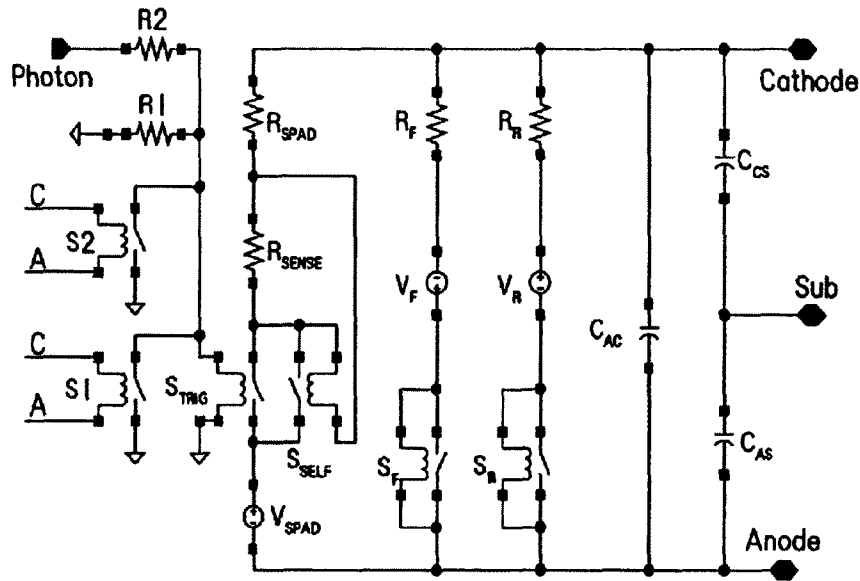 R2
Photon
Cathode
R1
R_SPAD
R_F
R_R
C_CS
C
S2
A
R_SENSE
V_F
V_R
Sub
C_AC
C
S1
A
S_TRIG
S_SELF
S_F
S_R
C_AS
V_SPAD
Anode